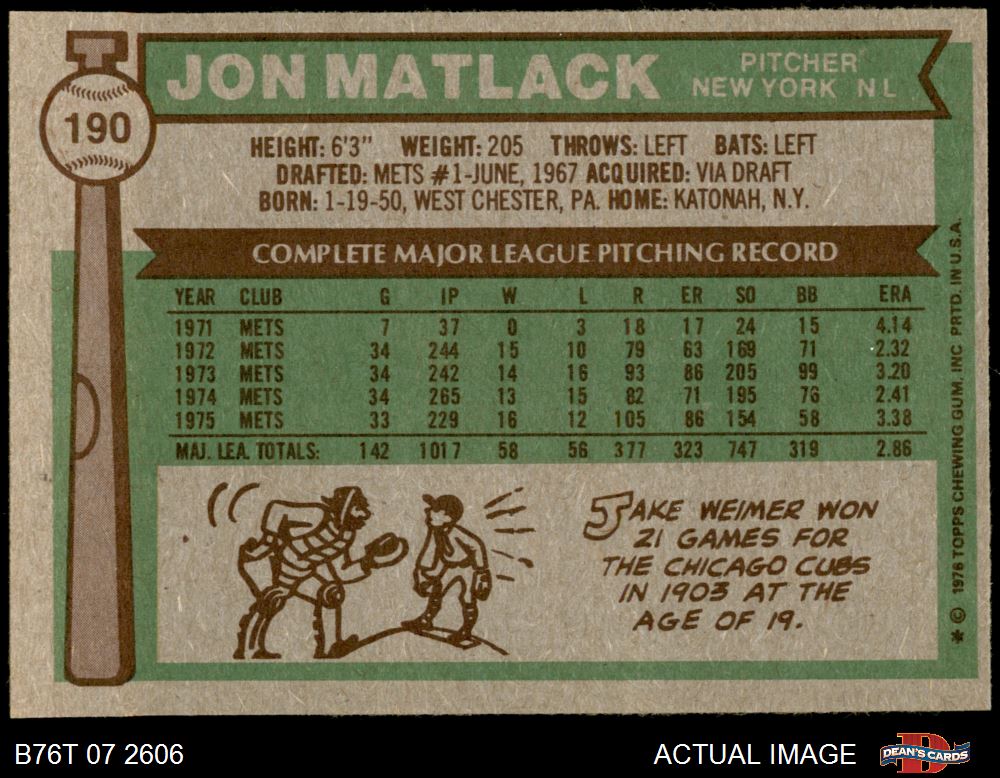 190
JON MATLACK
PITCHER
NEW YORK N L
HEIGHT: 6'3" WEIGHT: 205 THROWS: LEFT BATS: LEFT
DRAFTED: METS #1-JUNE, 1967 ACQUIRED: VIA DRAFT
BORN: 1-19-50, WEST CHESTER, PA. HOME: KATONAH, N.Y.
COMPLETE MAJOR LEAGUE PITCHING RECORD
YEAR CLUB G IP W L R ER SO BB ERA
1971 METS 7 37 0 3 18 17 24 15 4.14
1972 METS 34 244 15 10 79 63 169 71 2.32
1973 METS 34 242 14 16 93 86 205 99 3.20
1974 METS 34 265 13 15 82 71 195 76 2.41
1975 METS 33 229 16 12 105 86 154 58 3.38
MAJ. LEA. TOTALS: 142 1017 58 56 377 323 747 319 2.86
JAKE WEIMER WON
21 GAMES FOR
THE CHICAGO CUBS
IN 1903 AT THE
AGE OF 19.
* © 1976 TOPPS CHEWING GUM, INC PRTD. IN U.S.A.
B76T 07 2606
ACTUAL IMAGE
D
DEAN'S CARDS